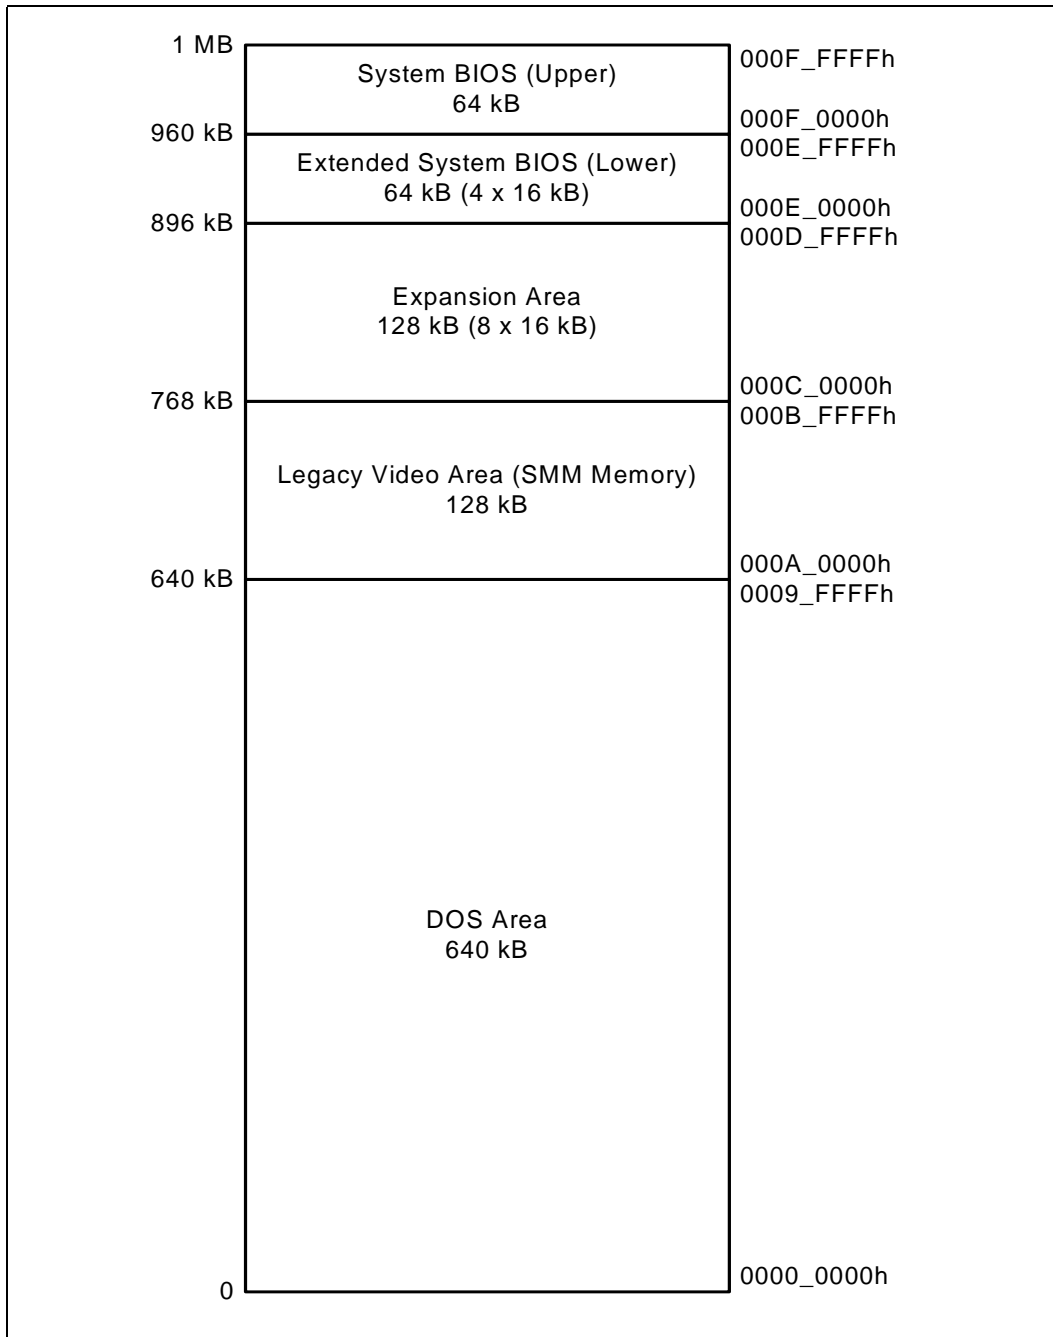 1 MB
000F_FFFFh
System BIOS (Upper)
64 kB
000F_0000h
960 kB
000E_FFFFh
Extended System BIOS (Lower)
64 kB (4 x 16 kB)
000E_0000h
896 kB
000D_FFFFh
Expansion Area
128 kB (8 x 16 kB)
000C_0000h
768 kB
000B_FFFFh
Legacy Video Area (SMM Memory)
128 kB
000A_0000h
640 kB
0009_FFFFh
DOS Area
640 kB
0000_0000h
0